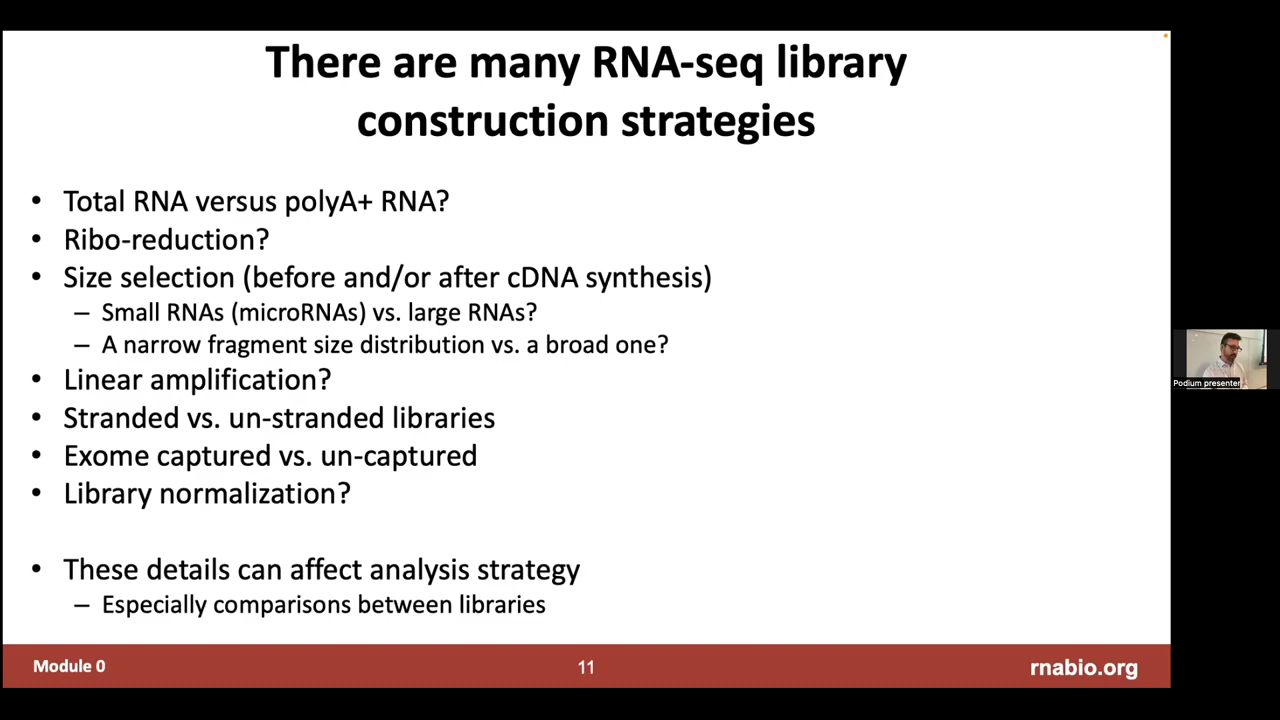 There are many RNA-seq library
construction strategies
• Total RNA versus polyA+ RNA?
• Ribo-reduction?
• Size selection (before and/or after cDNA synthesis)
– Small RNAs (microRNAs) vs. large RNAs?
– A narrow fragment size distribution vs. a broad one?
• Linear amplification?
• Stranded vs. un-stranded libraries
• Exome captured vs. un-captured
• Library normalization?
• These details can affect analysis strategy
– Especially comparisons between libraries
Podium presenter
Module 0
11
rnabio.org